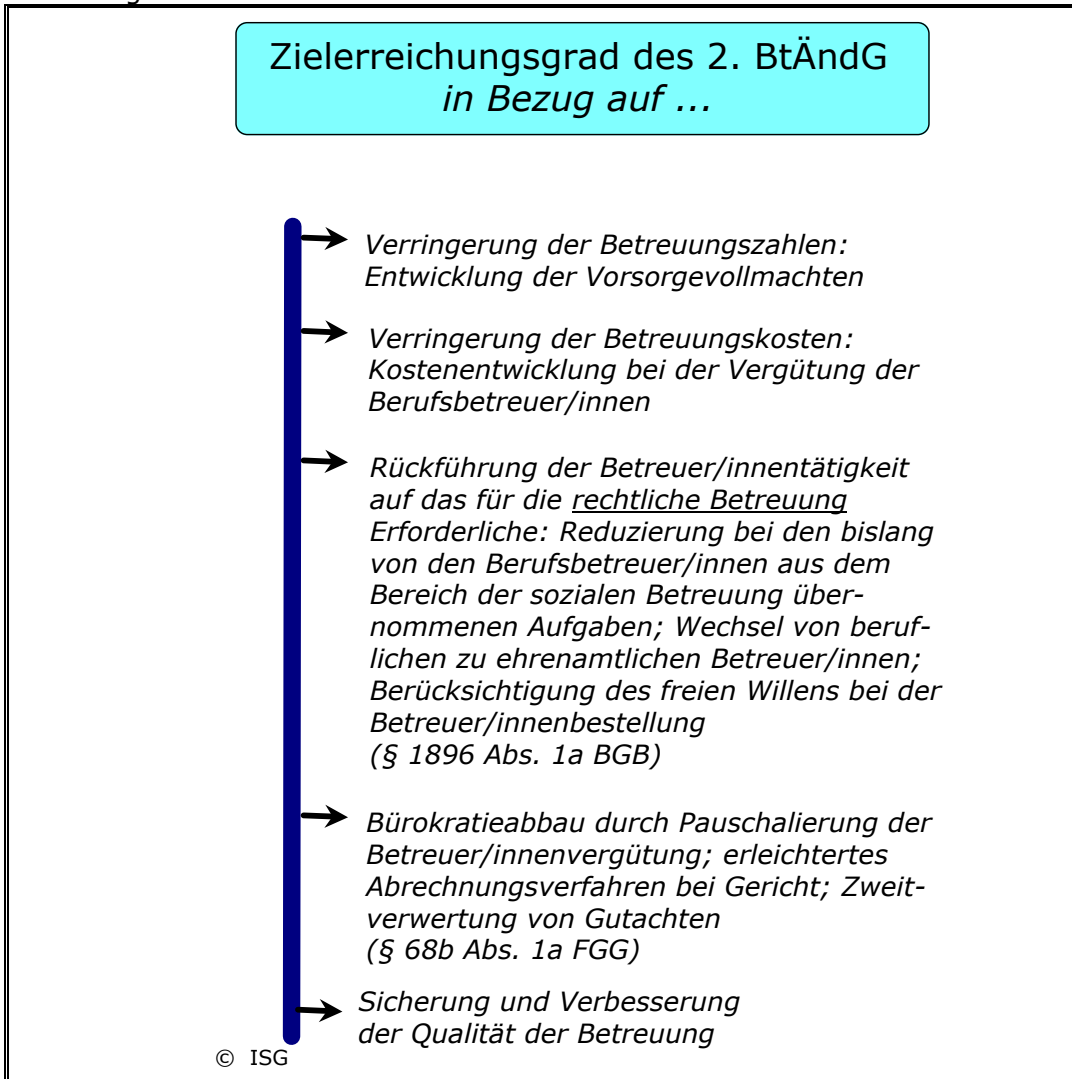 Zielerreichungsgrad des 2. BtÄndG
in Bezug auf ...
Verringerung der Betreuungszahlen:
Entwicklung der Vorsorgevollmachten
Verringerung der Betreuungskosten:
Kostenentwicklung bei der Vergütung der
Berufsbetreuer/innen
Rückführung der Betreuer/innentätigkeit
auf das für die rechtliche Betreuung
Erforderliche: Reduzierung bei den bislang
von den Berufsbetreuer/innen aus dem
Bereich der sozialen Betreuung über-
nommenen Aufgaben; Wechsel von beruf-
lichen zu ehrenamtlichen Betreuer/innen;
Berücksichtigung des freien Willens bei der
Betreuer/innenbestellung
(§ 1896 Abs. 1a BGB)
Bürokratieabbau durch Pauschalierung der
Betreuer/innenvergütung; erleichtertes
Abrechnungsverfahren bei Gericht; Zweit-
verwertung von Gutachten
(§ 68b Abs. 1a FGG)
Sicherung und Verbesserung
der Qualität der Betreuung
© ISG